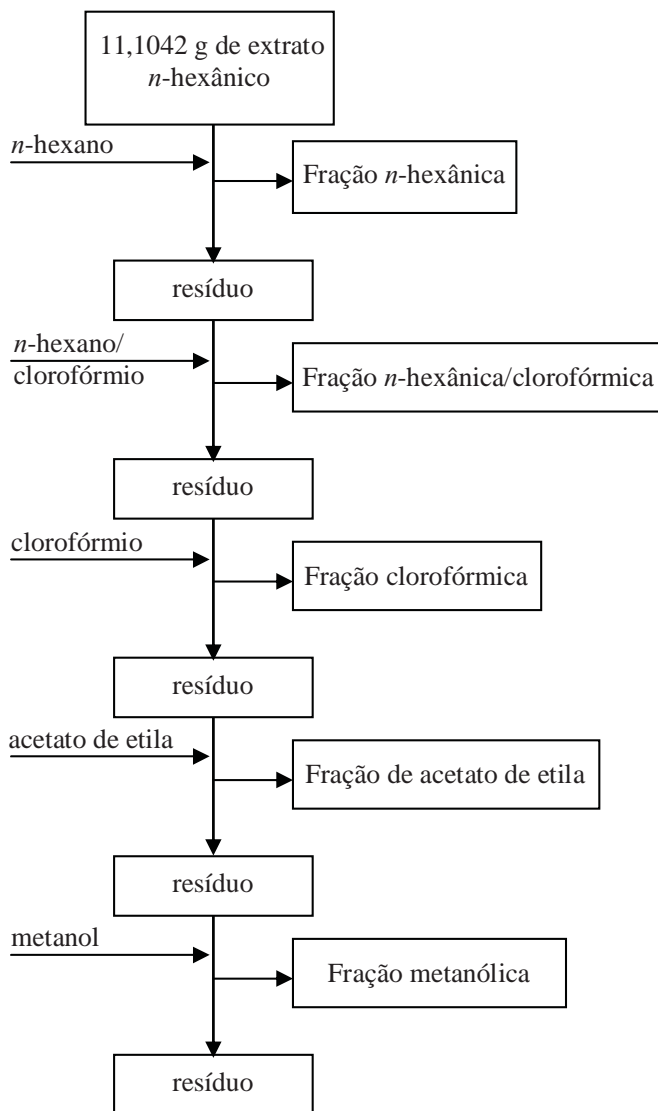 11,1042 g de extrato
n-hexânico
n-hexano
Fração n-hexânica
resíduo
n-hexano/
clorofórmio
Fração n-hexânica/clorofórmica
resíduo
clorofórmio
Fração clorofórmica
resíduo
acetato de etila
Fração de acetato de etila
resíduo
metanol
Fração metanólica
resíduo